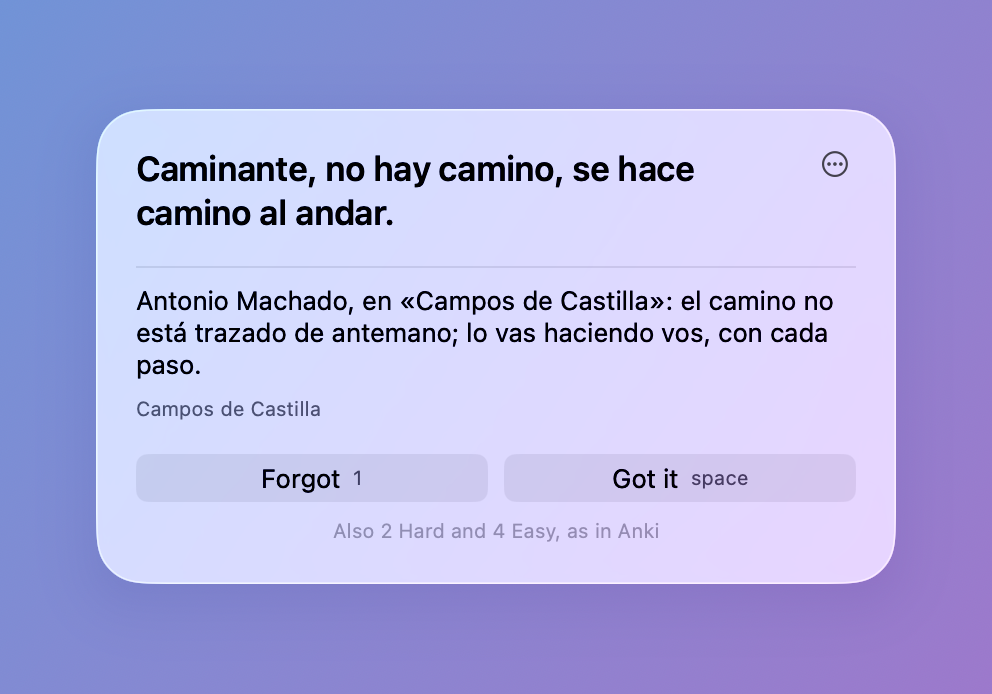 Caminante, no hay camino, se hace
camino al andar.
Antonio Machado, en «Campos de Castilla»: el camino no
está trazado de antemano; lo vas haciendo vos, con cada
paso.
Campos de Castilla
Forgot 1
Got it space
Also 2 Hard and 4 Easy, as in Anki